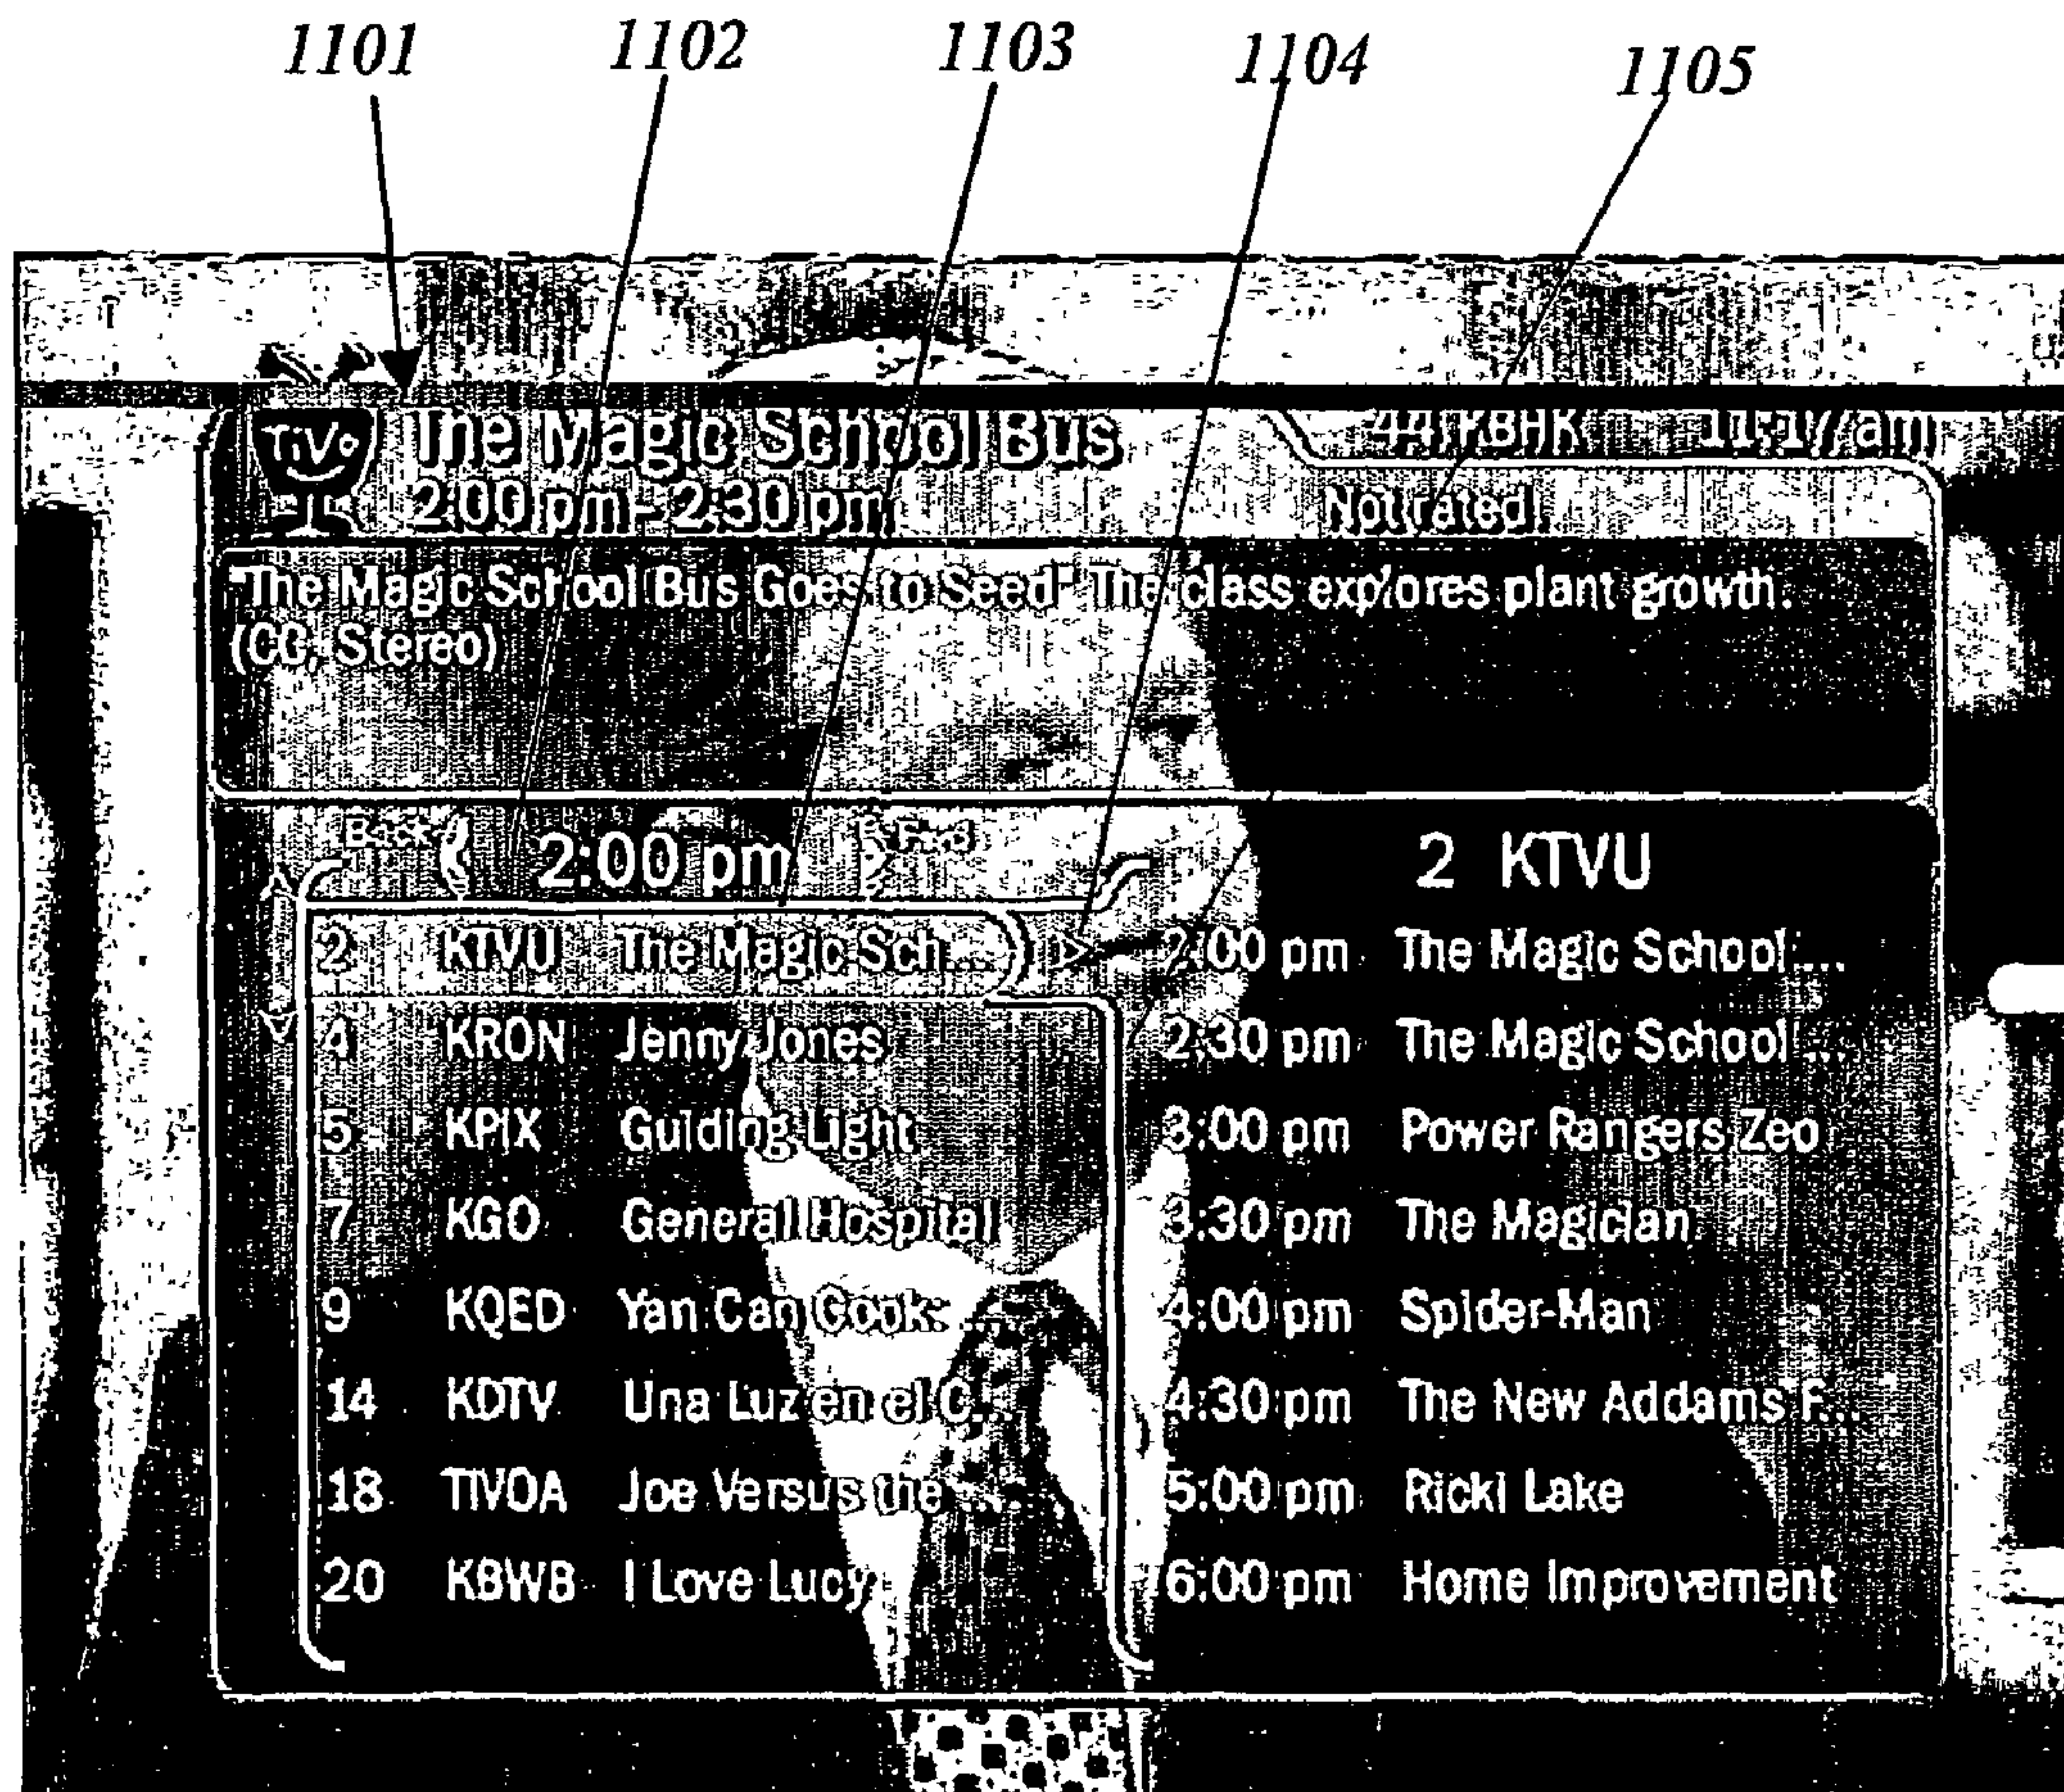 1101 1102 1103 1104 1105
TiVo The Magic School Bus 44 KBHK 11:17 am
2:00 pm - 2:30 pm Not rated.
"The Magic School Bus Goes to Seed" The class explores plant growth.
(CC, Stereo)
Back 2:00 pm Fwd 2 KTVU
2 KTVU The Magic Sch... 2:00 pm The Magic School ...
4 KRON Jenny Jones 2:30 pm The Magic School ...
5 KPIX Guiding Light 3:00 pm Power Rangers Zeo
7 KGO General Hospital 3:30 pm The Magician
9 KQED Yan Can Cook: ... 4:00 pm Spider-Man
14 KDTV Una Luz en el C... 4:30 pm The New Addams F...
18 TIVOA Joe Versus the ... 5:00 pm Ricki Lake
20 KBWB I Love Lucy 6:00 pm Home Improvement